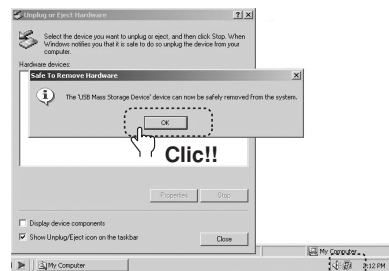 Unplug or Eject Hardware
Select the device you want to unplug or eject, and then click Stop. When
Windows notifies you that it is safe to do so unplug the device from your
computer.
Hardware devices:
Safe To Remove Hardware
The 'USB Mass Storage Device' device can now be safely removed from the system.
OK
Clic!!
Properties
Stop
Display device components
Show Unplug/Eject icon on the taskbar
Close
My Computer
My Computer
2:12 PM